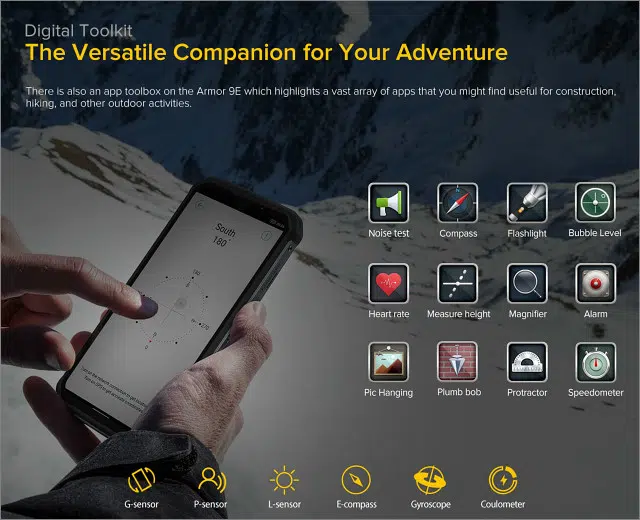 Digital Toolkit
The Versatile Companion for Your Adventure
There is also an app toolbox on the Armor 9E which highlights a vast array of apps that you might find useful for construction,
hiking, and other outdoor activities.
South
180°
Noise test Compass Flashlight Bubble Level
Heart rate Measure height Magnifier Alarm
Pic Hanging Plumb bob Protractor Speedometer
G-sensor P-sensor L-sensor E-compass Gyroscope Coulometer